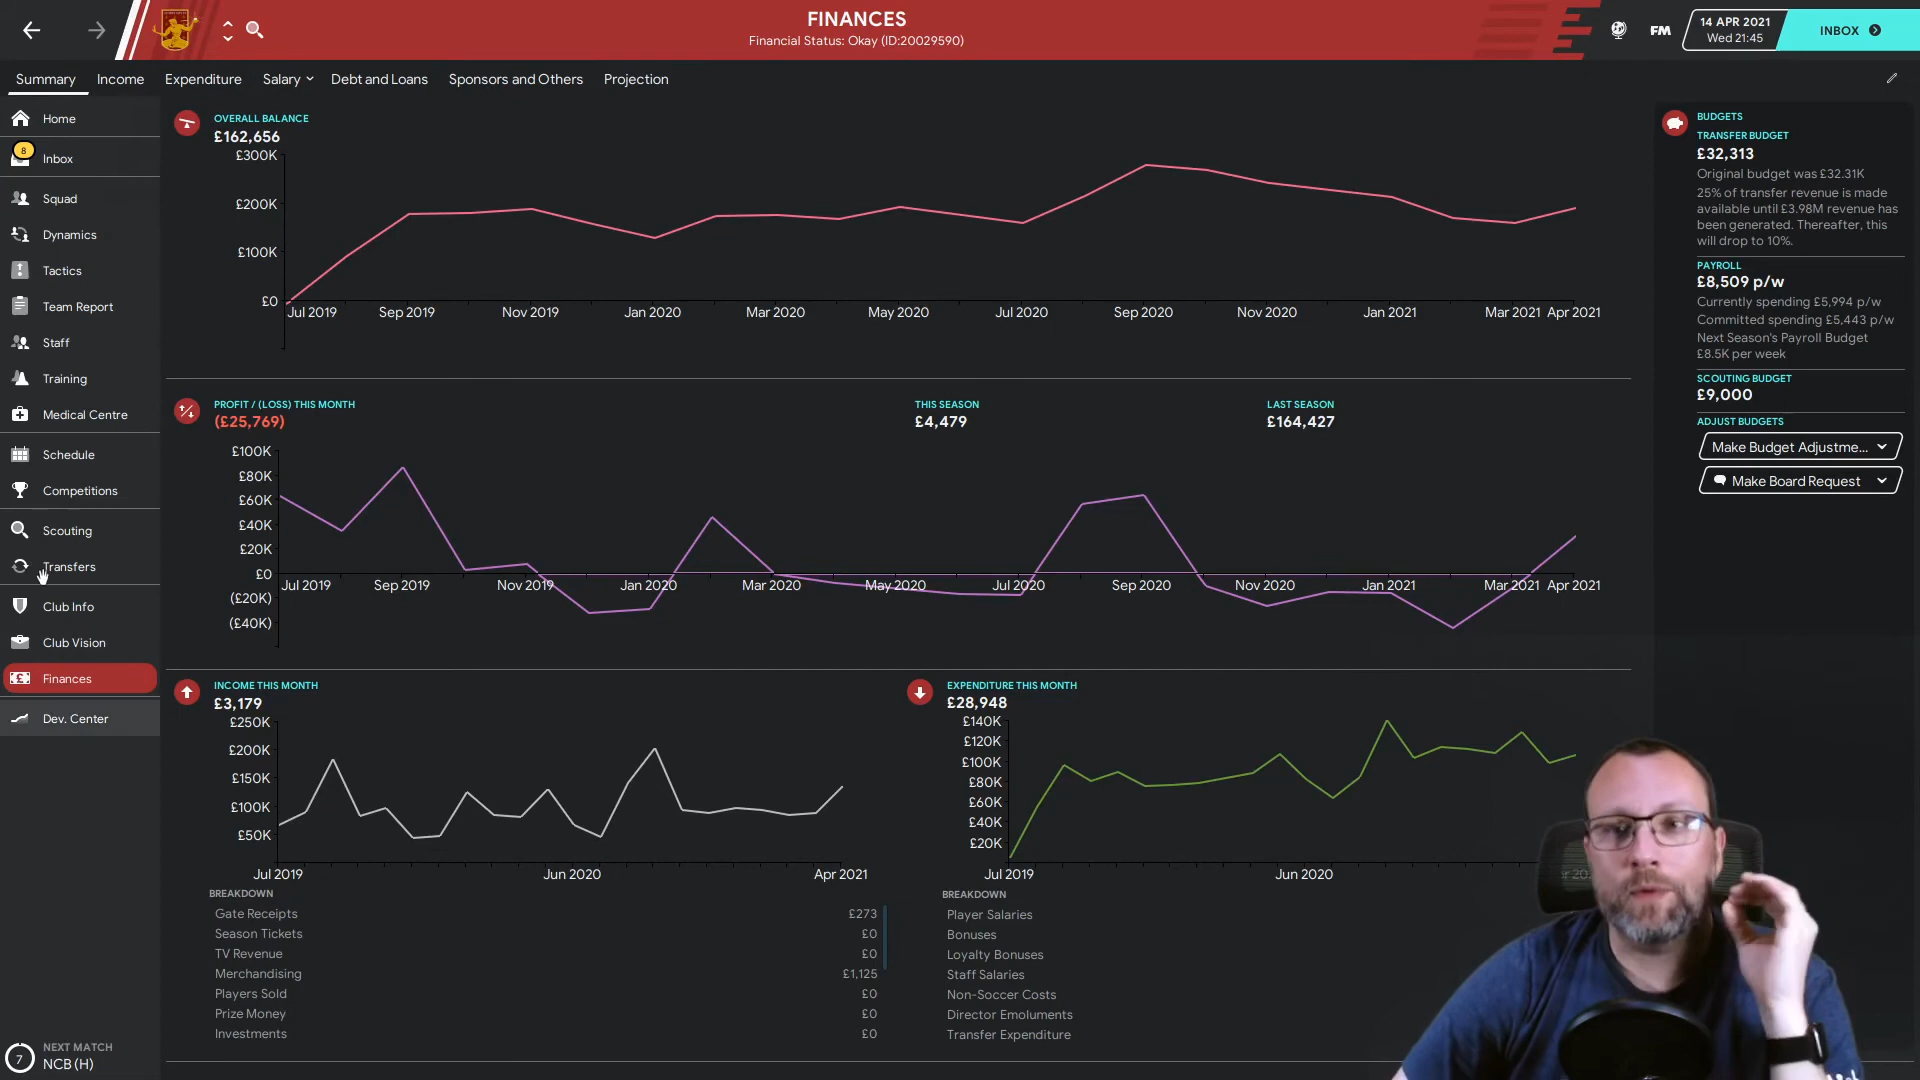 FINANCES
Financial Status: Okay (ID:20029590)
FM
14 APR 2021
Wed 21:45
INBOX
Summary
Income
Expenditure
Salary
Debt and Loans
Sponsors and Others
Projection
Home
8
Inbox
Squad
Dynamics
Tactics
Team Report
Staff
Training
Medical Centre
Schedule
Competitions
Scouting
Transfers
Club Info
Club Vision
Finances
Dev. Center
7
NEXT MATCH
NCB (H)
OVERALL BALANCE
£162,656
£300K
£200K
£100K
£0
Jul 2019
Sep 2019
Nov 2019
Jan 2020
Mar 2020
May 2020
Jul 2020
Sep 2020
Nov 2020
Jan 2021
Mar 2021
Apr 2021
PROFIT / (LOSS) THIS MONTH
(£25,769)
THIS SEASON
£4,479
LAST SEASON
£164,427
£100K
£80K
£60K
£40K
£20K
£0
(£20K)
(£40K)
Jul 2019
Sep 2019
Nov 2019
Jan 2020
Mar 2020
May 2020
Jul 2020
Sep 2020
Nov 2020
Jan 2021
Mar 2021
Apr 2021
INCOME THIS MONTH
£3,179
£250K
£200K
£150K
£100K
£50K
Jul 2019
Jun 2020
Apr 2021
BREAKDOWN
Gate Receipts £273
Season Tickets £0
TV Revenue £0
Merchandising £1,125
Players Sold £0
Prize Money £0
Investments £0
EXPENDITURE THIS MONTH
£28,948
£140K
£120K
£100K
£80K
£60K
£40K
£20K
Jul 2019
Jun 2020
BREAKDOWN
Player Salaries
Bonuses
Loyalty Bonuses
Staff Salaries
Non-Soccer Costs
Director Emoluments
Transfer Expenditure
BUDGETS
TRANSFER BUDGET
£32,313
Original budget was £32.31K
25% of transfer revenue is made
available until £3.98M revenue has
been generated. Thereafter, this
will drop to 10%.
PAYROLL
£8,509 p/w
Currently spending £5,994 p/w
Committed spending £5,443 p/w
Next Season's Payroll Budget
£8.5K per week
SCOUTING BUDGET
£9,000
ADJUST BUDGETS
Make Budget Adjustme...
Make Board Request